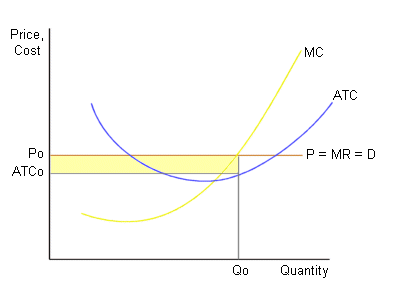 Price,
Cost
MC
ATC
Po
P = MR = D
ATCo
Qo
Quantity